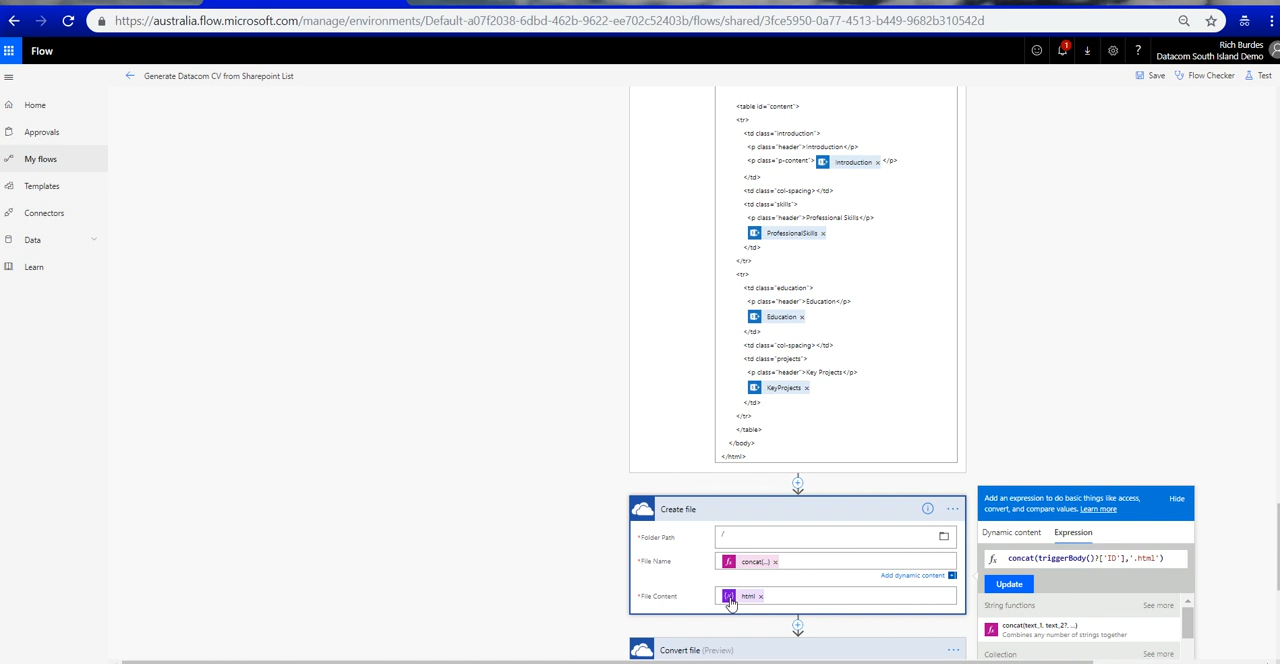 https://australia.flow.microsoft.com/manage/environments/Default-a07f2038-6dbd-462b-9622-ee702c52403b/flows/shared/3fce5950-0a77-4513-b449-9682b310542d
Flow
1
?
Rich Burdes
Datacom South Island Demo
Generate Datacom CV from Sharepoint List
Save
Flow Checker
Test
Home
Approvals
My flows
Templates
Connectors
Data
Learn
<table id="content">
<tr>
<td class="introduction">
<p class="header">Introduction</p>
<p class="p-content"> Introduction × </p>
</td>
<td class="col-spacing></td>
<td class="skills">
<p class="header">Professional Skills</p>
ProfessionalSkills ×
</td>
</tr>
<tr>
<td class="education">
<p class="header">Education</p>
Education ×
</td>
<td class="col-spacing></td>
<td class="projects">
<p class="header">Key Projects</p>
KeyProjects ×
</td>
</tr>
</table>
</body>
</html>
Create file
*Folder Path
/
*File Name
fx concat(...) ×
Add dynamic content
*File Content
html ×
Convert file (Preview)
Add an expression to do basic things like access, convert, and compare values. Learn more
Hide
Dynamic content
Expression
fx concat(triggerBody()?['ID'],'.html')
Update
String functions
See more
fx concat(text_1, text_2?, ...)
Combines any number of strings together
Collection
See more